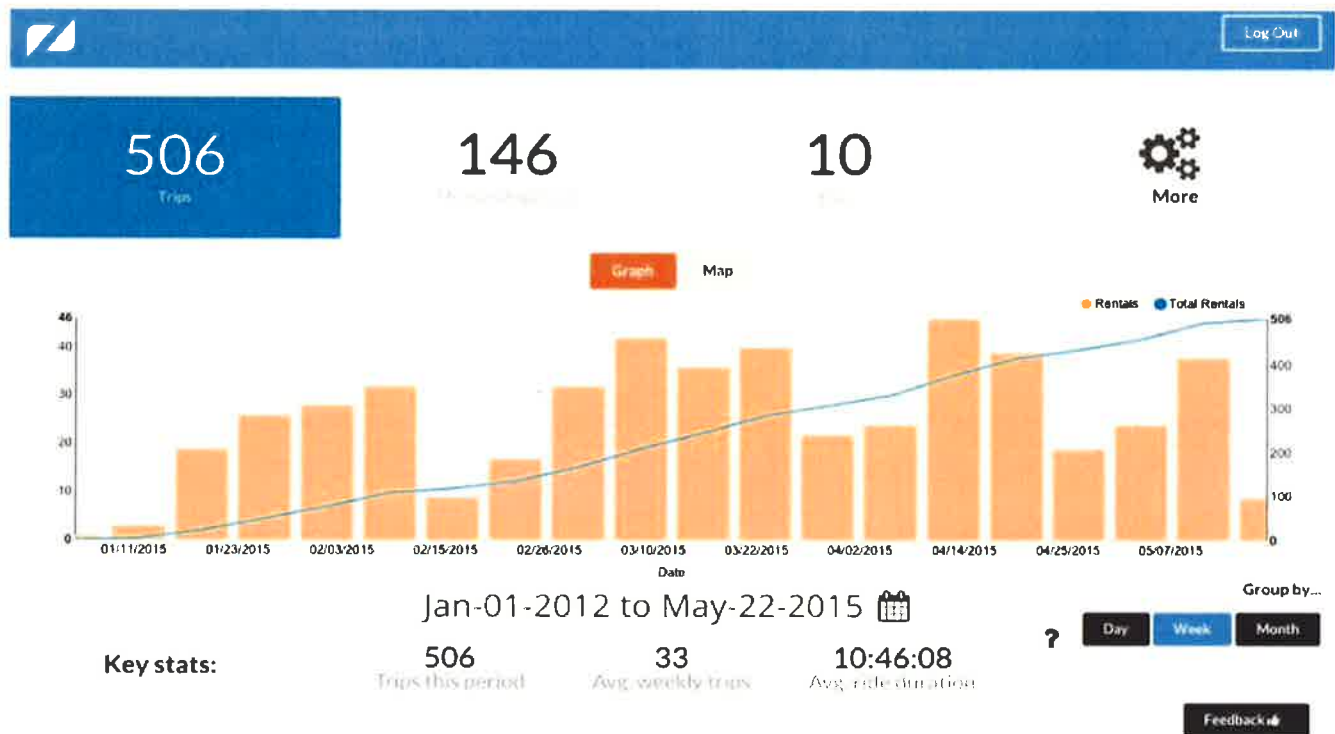 Log Out
506
146
10
Trips
More
Graph
Map
Rentals
Total Rentals
46
40
30
20
10
0
506
400
300
200
100
0
01/11/2015
01/23/2015
02/03/2015
02/15/2015
02/26/2015
03/10/2015
03/22/2015
04/02/2015
04/14/2015
04/25/2015
05/07/2015
Date
Jan-01-2012 to May-22-2015
Group by...
?
Day
Week
Month
Key stats:
506
33
10:46:08
Trips this period
Avg. weekly trips
Avg. ride duration
Feedback